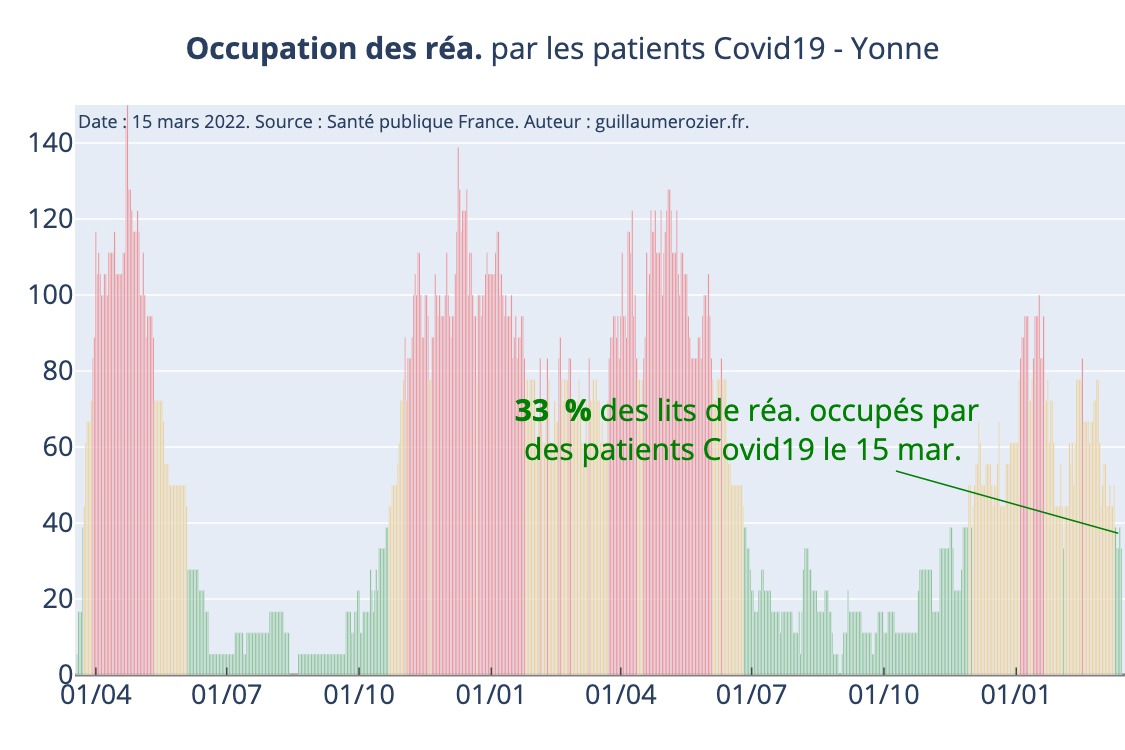 Occupation des réa. par les patients Covid19 - Yonne
Date : 15 mars 2022. Source : Santé publique France. Auteur : guillaumerozier.fr.
140
120
100
80
33 % des lits de réa. occupés par
des patients Covid19 le 15 mar.
60
40
20
0
01/04 01/07 01/10 01/01 01/04 01/07 01/10 01/01